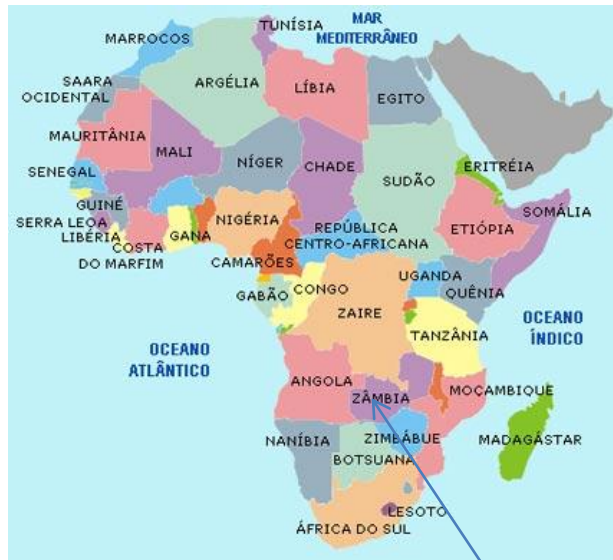 MAR
MEDITERRÂNEO
TUNÍSIA
MARROCOS
ARGÉLIA
LÍBIA
EGITO
SAARA
OCIDENTAL
MAURITÂNIA
MALI
NÍGER
CHADE
SUDÃO
ERITRÉIA
SENEGAL
GUINÉ
SERRA LEOA
LIBÉRIA
COSTA
DO MARFIM
GANA
NIGÉRIA
CAMARÕES
REPÚBLICA
CENTRO-AFRICANA
ETIÓPIA
SOMÁLIA
UGANDA
QUÊNIA
GABÃO
CONGO
ZAIRE
TANZÂNIA
OCEANO
ÍNDICO
OCEANO
ATLÂNTICO
ANGOLA
ZÂMBIA
MOÇAMBIQUE
NANÍBIA
ZIMBÁBUE
BOTSUANA
MADAGÁSTAR
LESOTO
ÁFRICA DO SUL